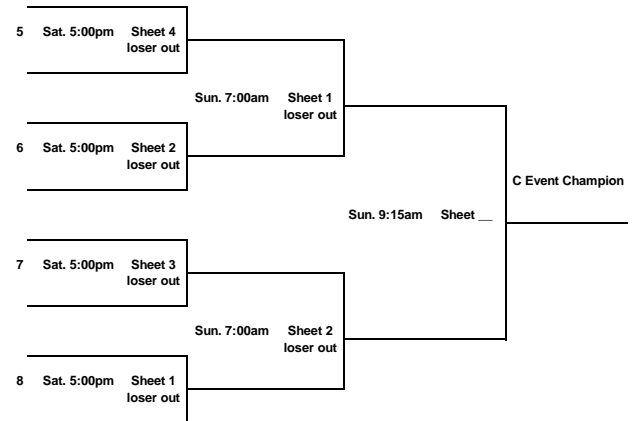 5 Sat. 5:00pm Sheet 4
loser out
Sun. 7:00am Sheet 1
loser out
6 Sat. 5:00pm Sheet 2
loser out
C Event Champion
Sun. 9:15am Sheet __
7 Sat. 5:00pm Sheet 3
loser out
Sun. 7:00am Sheet 2
loser out
8 Sat. 5:00pm Sheet 1
loser out